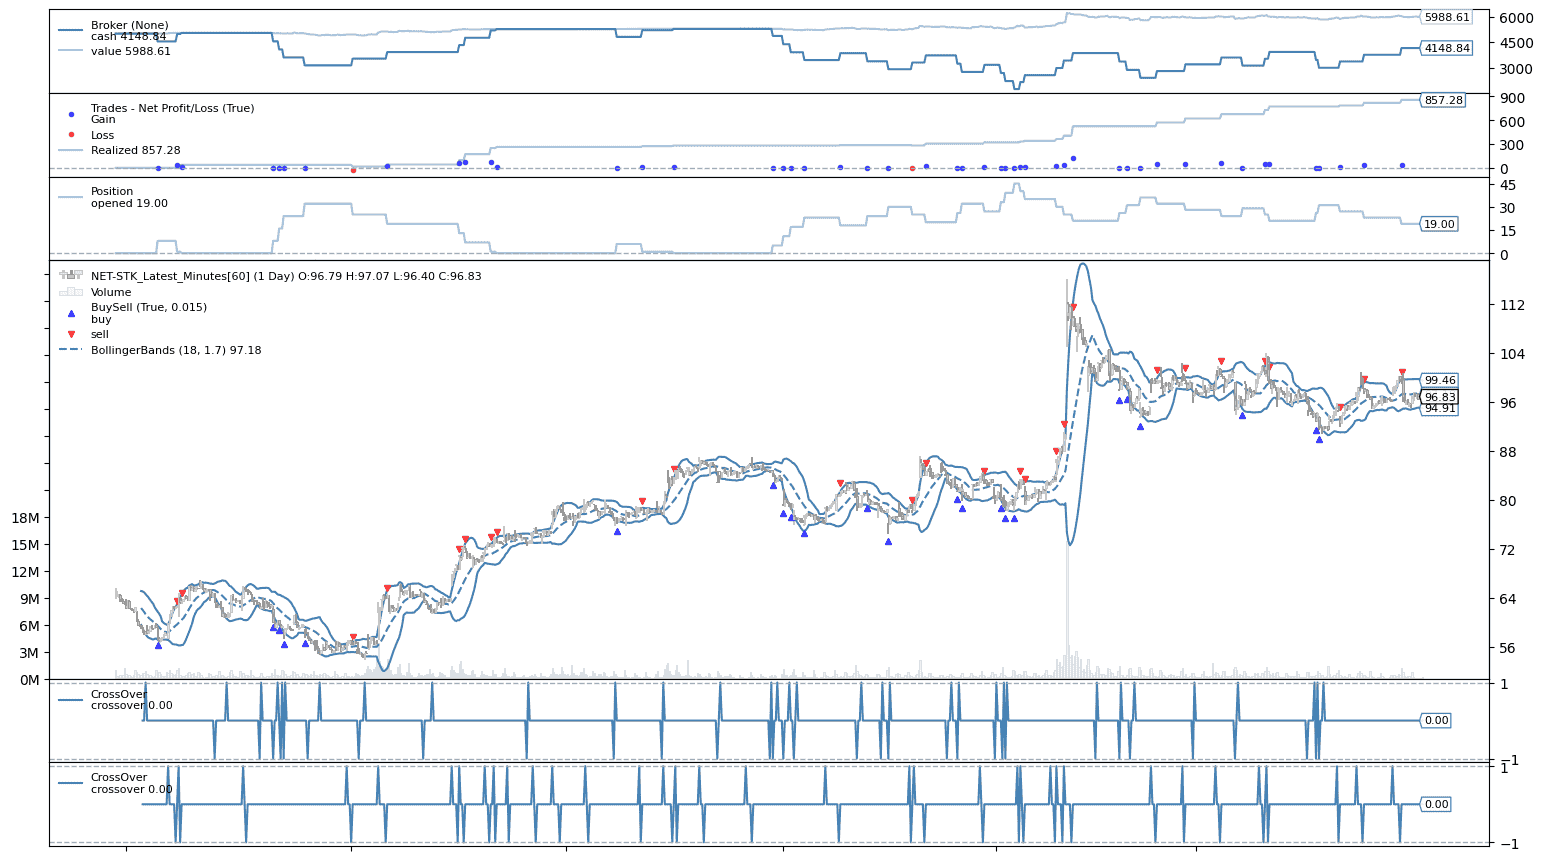 Broker (None)
cash 4148.84
value 5988.61
5988.61
4148.84
6000
4500
3000
Trades - Net Profit/Loss (True)
Gain
Loss
Realized 857.28
857.28
900
600
300
0
Position
opened 19.00
19.00
45
30
15
0
NET-STK_Latest_Minutes[60] (1 Day) O:96.79 H:97.07 L:96.40 C:96.83
Volume
BuySell (True, 0.015)
buy
sell
BollingerBands (18, 1.7) 97.18
18M
15M
12M
9M
6M
3M
0M
112
104
96
88
80
72
64
56
99.46
96.83
94.91
CrossOver
crossover 0.00
0.00
1
−1
CrossOver
crossover 0.00
0.00
1
−1